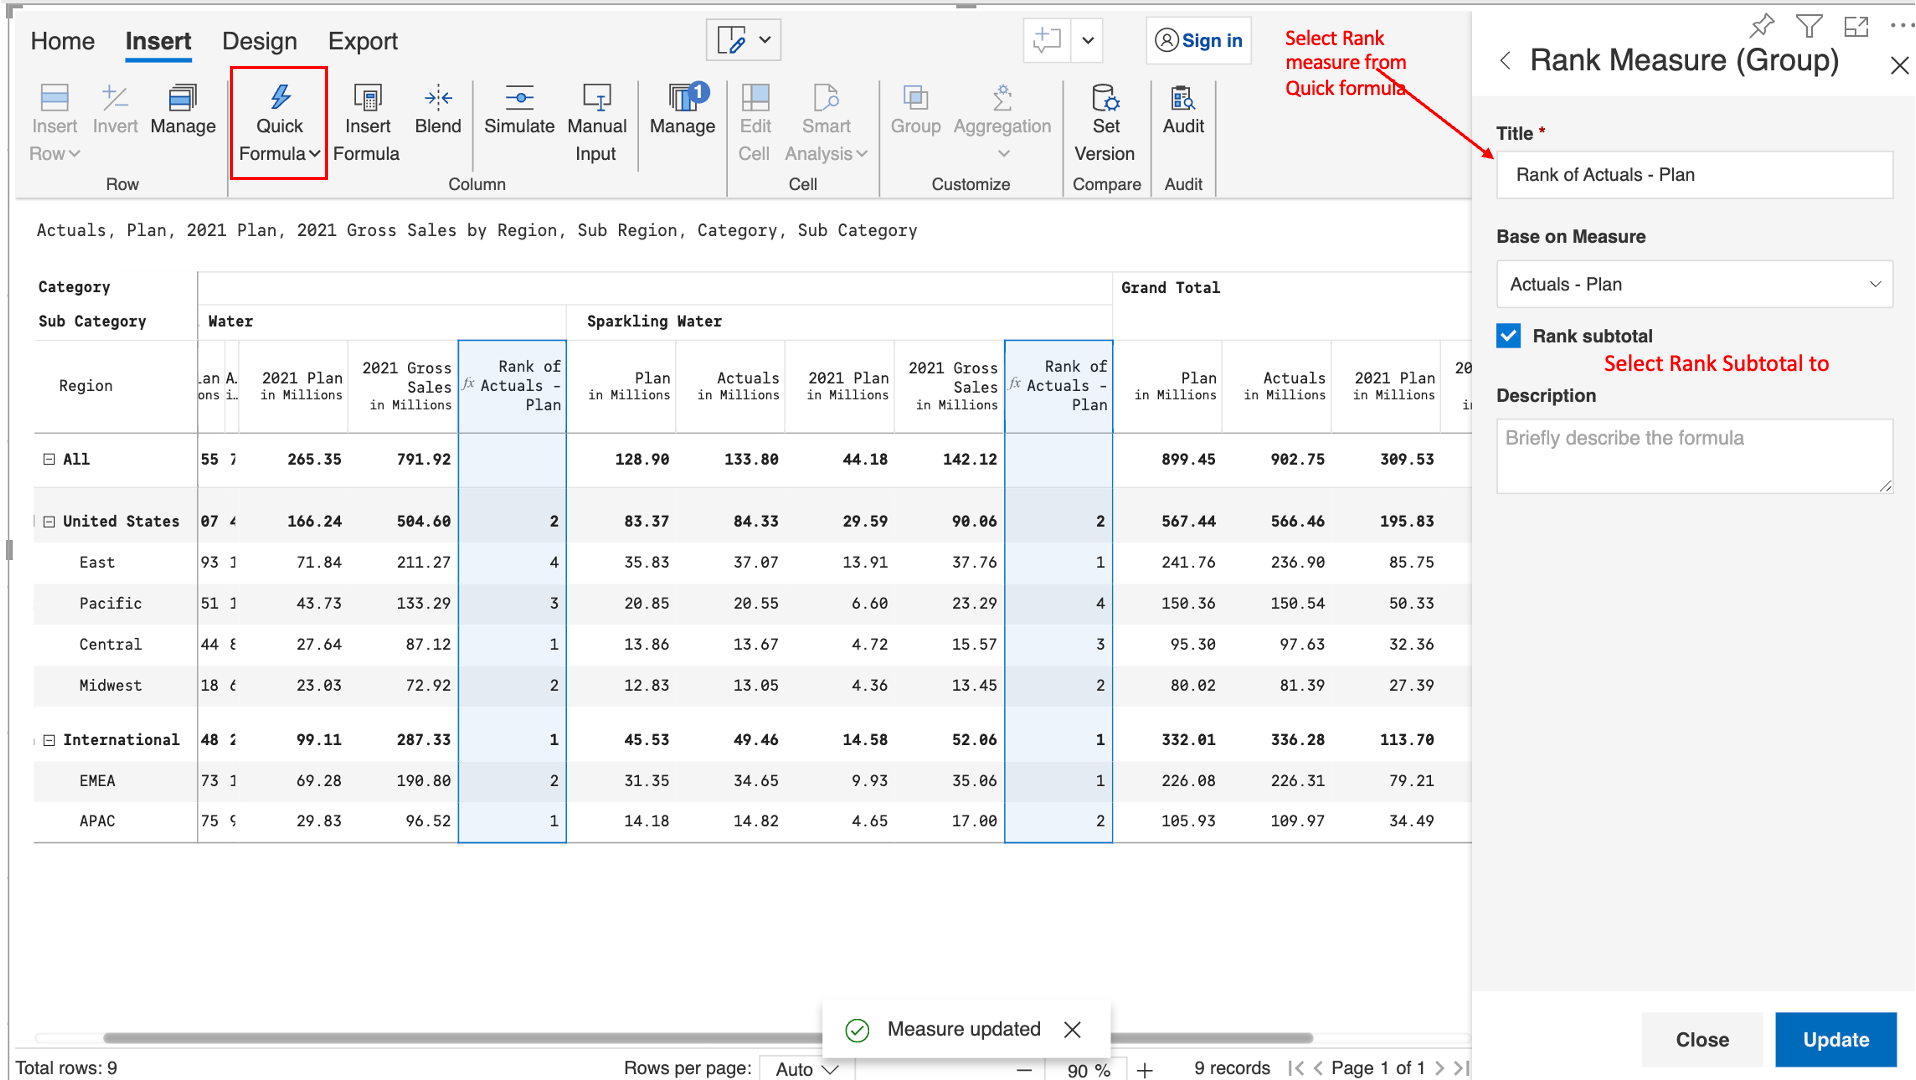 Home Insert Design Export
Sign in
Select Rank
measure from
Quick formula
Rank Measure (Group)
Insert
Row
Invert
Manage
Row
Quick
Formula
Insert
Formula
Blend
Simulate
Manual
Input
Column
1
Manage
Edit
Cell
Smart
Analysis
Cell
Group
Aggregation
Customize
Set
Version
Compare
Audit
Audit
Title *
Rank of Actuals - Plan
Base on Measure
Actuals - Plan
Rank subtotal
Select Rank Subtotal to
Description
Briefly describe the formula
Actuals, Plan, 2021 Plan, 2021 Gross Sales by Region, Sub Region, Category, Sub Category
Category Grand Total
Sub Category Water Sparkling Water
Region
2021 Plan
in Millions
2021 Gross
Sales
in Millions
fx
Rank of
Actuals -
Plan
Plan
in Millions
Actuals
in Millions
2021 Plan
in Millions
2021 Gross
Sales
in Millions
fx
Rank of
Actuals -
Plan
Plan
in Millions
Actuals
in Millions
2021 Plan
in Millions
20
All 55 265.35 791.92 128.90 133.80 44.18 142.12 899.45 902.75 309.53
United States 07 166.24 504.60 2 83.37 84.33 29.59 90.06 2 567.44 566.46 195.83
East 93 71.84 211.27 4 35.83 37.07 13.91 37.76 1 241.76 236.90 85.75
Pacific 51 43.73 133.29 3 20.85 20.55 6.60 23.29 4 150.36 150.54 50.33
Central 44 27.64 87.12 1 13.86 13.67 4.72 15.57 3 95.30 97.63 32.36
Midwest 18 23.03 72.92 2 12.83 13.05 4.36 13.45 2 80.02 81.39 27.39
International 48 99.11 287.33 1 45.53 49.46 14.58 52.06 1 332.01 336.28 113.70
EMEA 73 69.28 190.80 2 31.35 34.65 9.93 35.06 1 226.08 226.31 79.21
APAC 75 29.83 96.52 1 14.18 14.82 4.65 17.00 2 105.93 109.97 34.49
Measure updated
Close Update
Total rows: 9 Rows per page: Auto 90 % 9 records Page 1 of 1